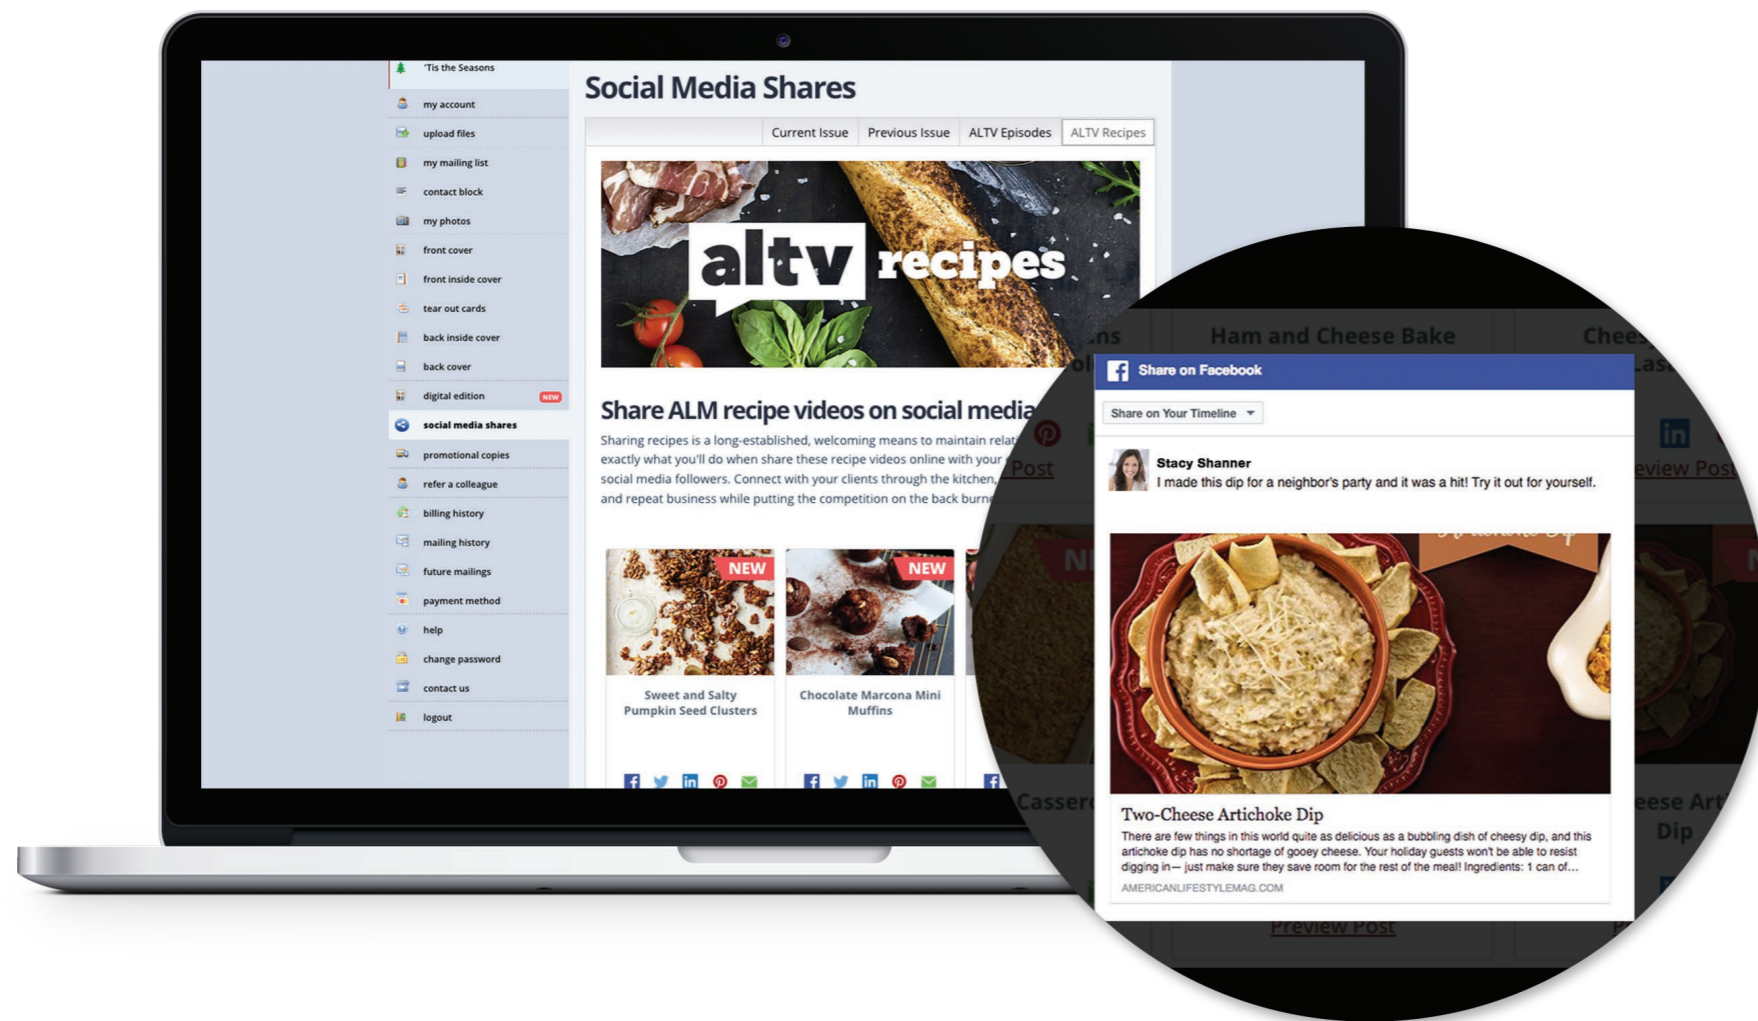 'Tis the Seasons
my account
upload files
my mailing list
contact block
my photos
front cover
front inside cover
tear out cards
back inside cover
back cover
digital edition NEW
social media shares
promotional copies
refer a colleague
billing history
mailing history
future mailings
payment method
help
change password
contact us
logout
Social Media Shares
Current Issue Previous Issue ALTV Episodes ALTV Recipes
altv recipes
Share ALM recipe videos on social media
Sharing recipes is a long-established, welcoming means to maintain
exactly what you'll do when share these recipe videos online with your
social media followers. Connect with your clients through the kitchen,
and repeat business while putting the competition on the back
NEW
NEW
Sweet and Salty
Pumpkin Seed Clusters
Chocolate Marcona Mini
Muffins
Ham and Cheese Bake
Post
Post
Dip
Preview Post
Share on Facebook
Share on Your Timeline
Stacy Shanner
I made this dip for a neighbor's party and it was a hit! Try it out for yourself.
Two-Cheese Artichoke Dip
There are few things in this world quite as delicious as a bubbling dish of cheesy dip, and this
artichoke dip has no shortage of gooey cheese. Your holiday guests won't be able to resist
digging in— just make sure they save room for the rest of the meal! Ingredients: 1 can of...
AMERICANLIFESTYLEMAG.COM